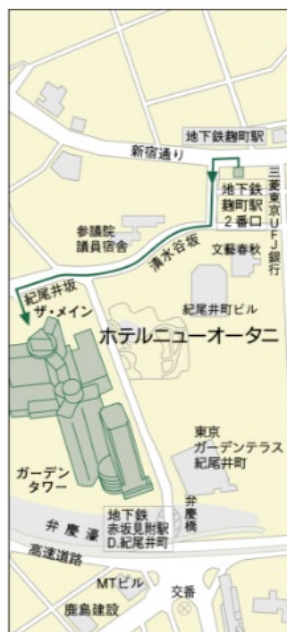 地下鉄麹町駅
新宿通り
地下鉄
麹町駅
2番口
三菱東京UFJ銀行
参議院
議員宿舎
清水谷坂
文藝春秋
紀尾井坂
ザ・メイン
紀尾井町ビル
ホテルニューオータニ
東京
ガーデンテラス
紀尾井町
ガーデン
タワー
弁慶橋
地下鉄
赤坂見附駅
D.紀尾井町
弁慶濠
高速道路
MTビル
交番
鹿島建設